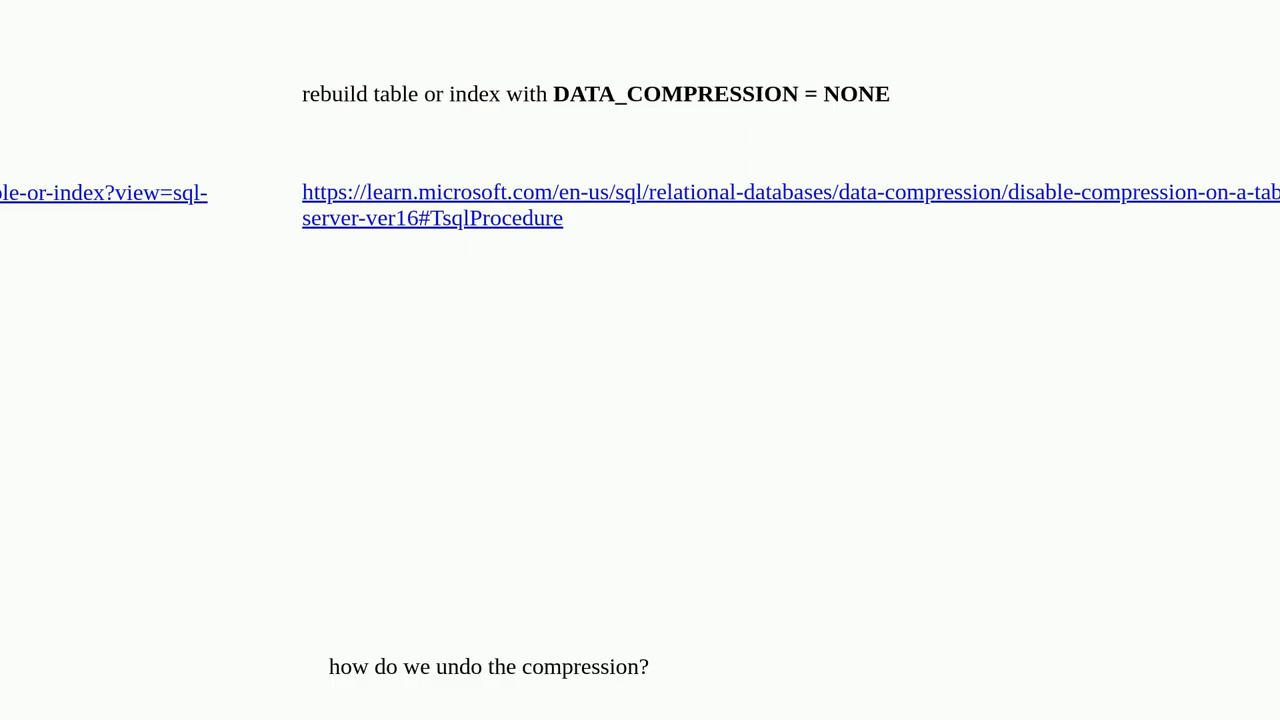 rebuild table or index with DATA_COMPRESSION = NONE
ble-or-index?view=sql-
https://learn.microsoft.com/en-us/sql/relational-databases/data-compression/disable-compression-on-a-tab
server-ver16#TsqlProcedure
how do we undo the compression?